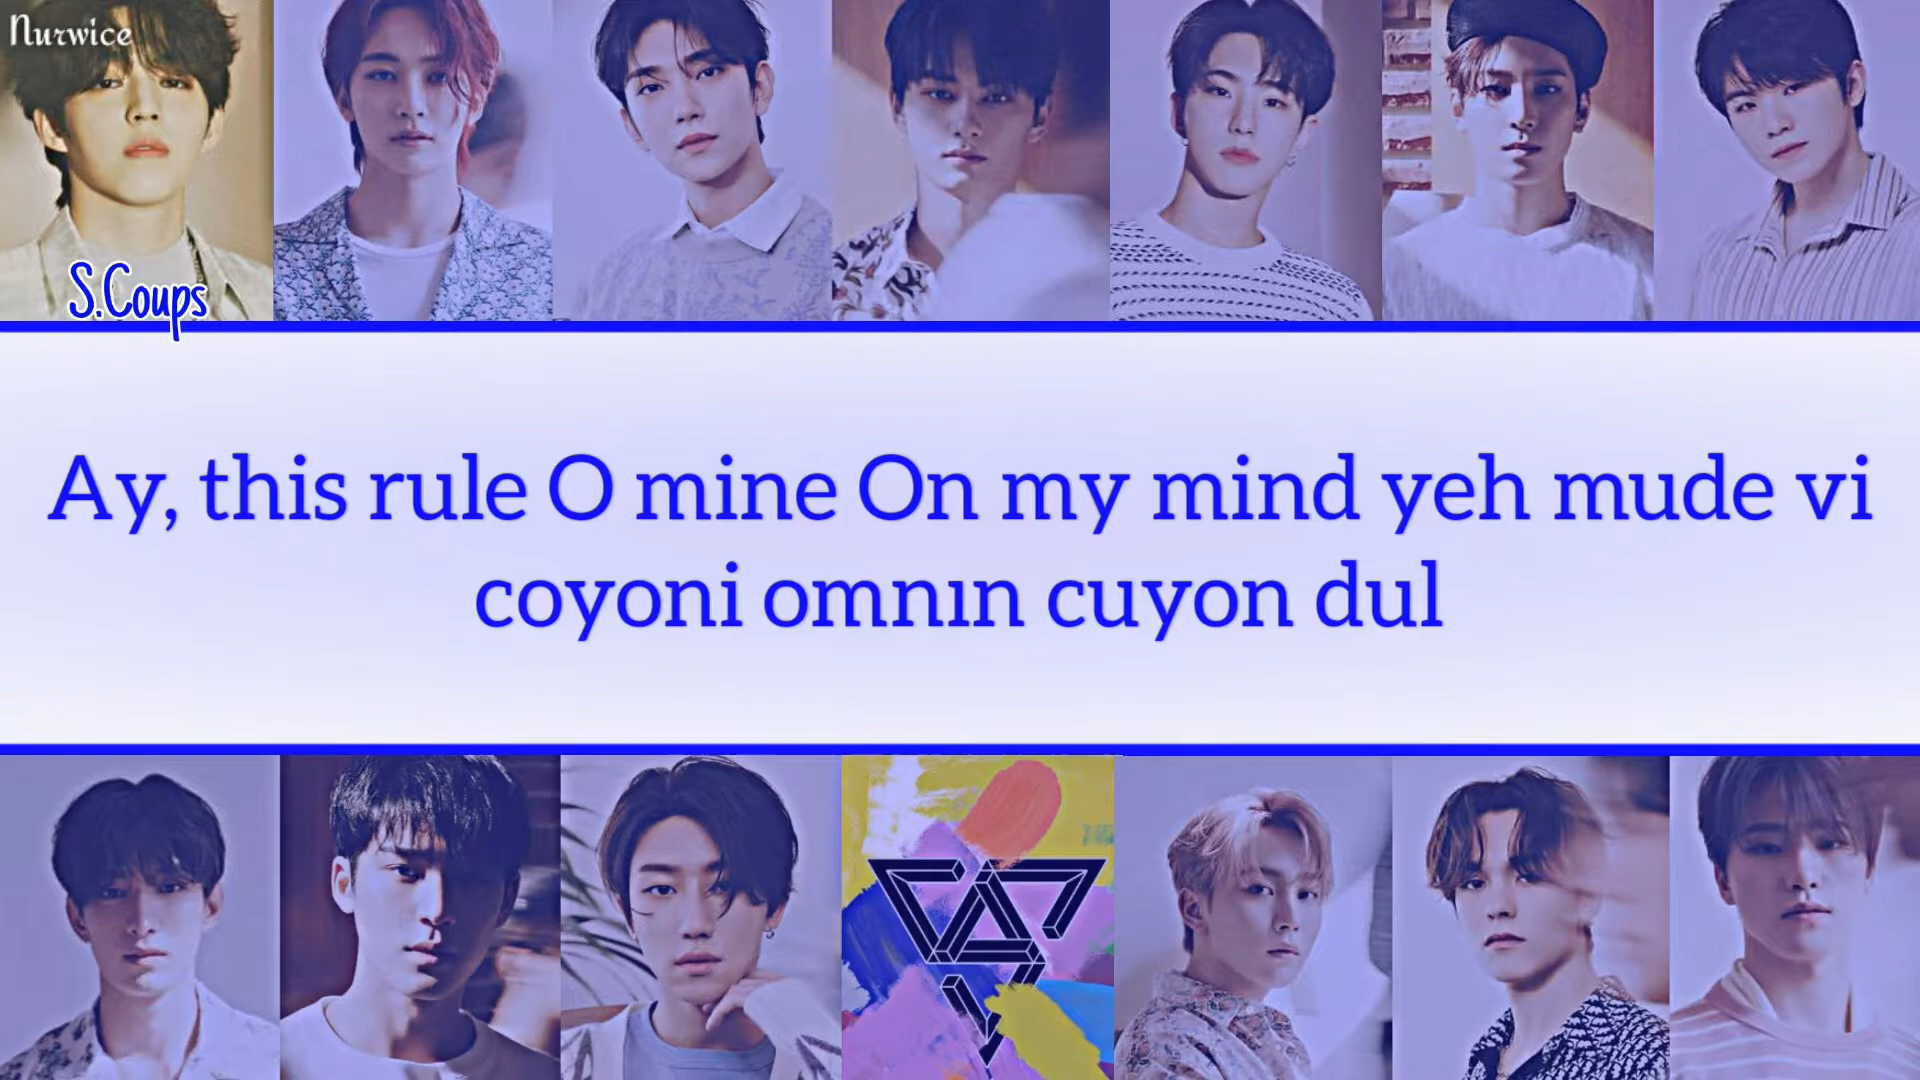 Nurwice
S.Coups
Ay, this rule O mine On my mind yeh mude vi
coyoni omnın cuyon dul